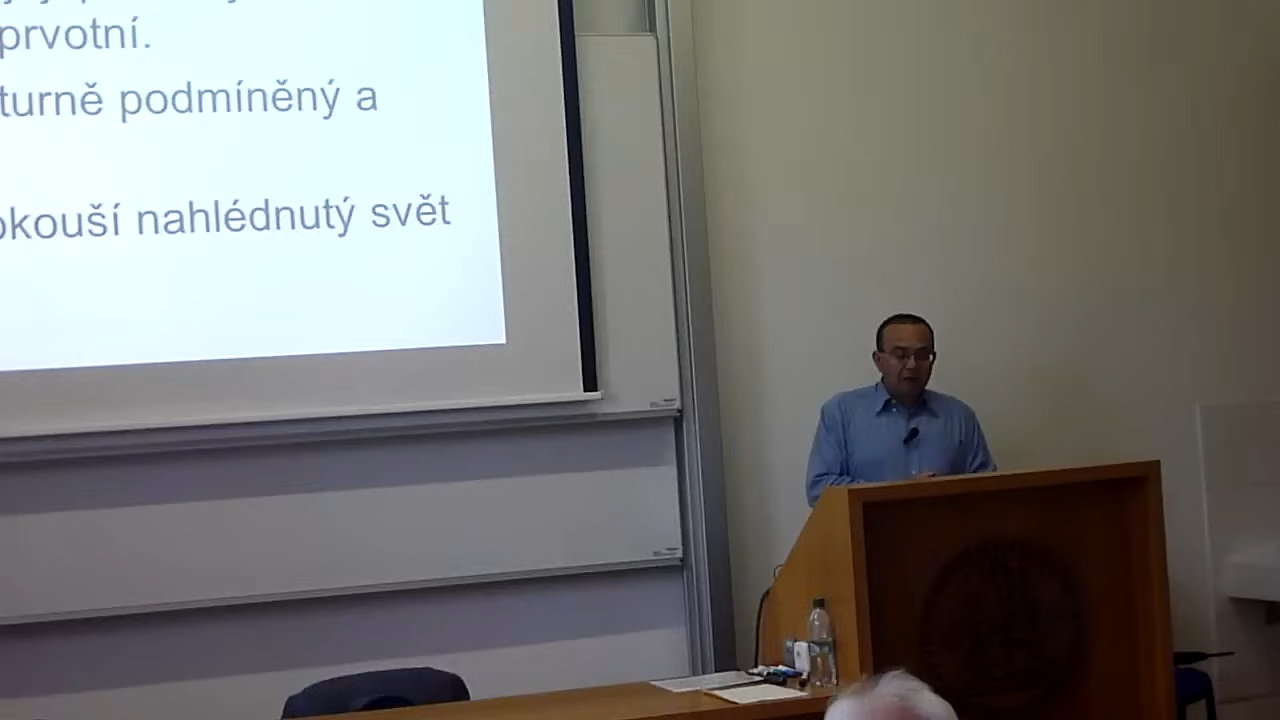 prvotní.
turně podmíněný a
okouší nahlédnutý svět